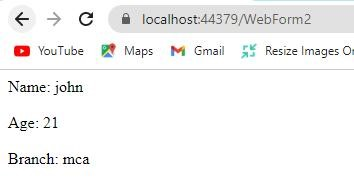 localhost:44379/WebForm2
YouTube Maps Gmail Resize Images On
Name: john
Age: 21
Branch: mca